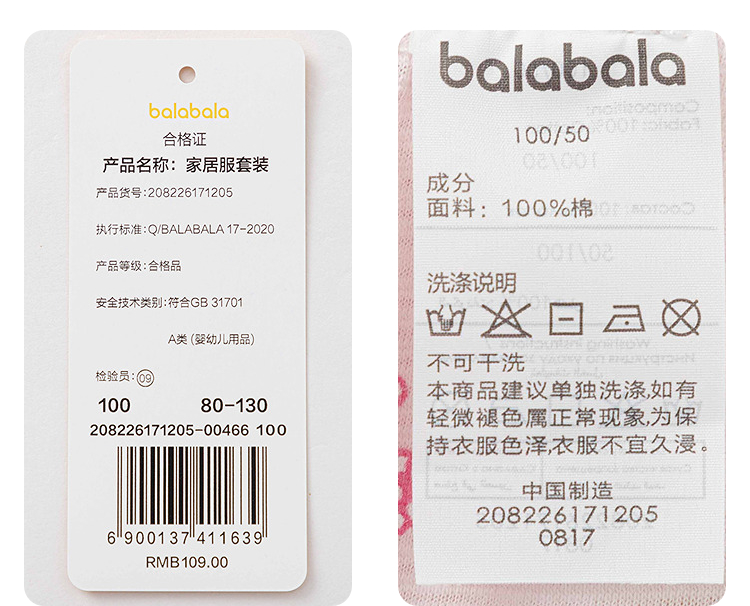 balabala
合格证
产品名称：家居服套装
产品货号:208226171205
执行标准:Q/BALABALA 17-2020
产品等级:合格品
安全技术类别:符合GB 31701
A类 (婴幼儿用品)
检验员:09
100 80-130
208226171205-00466 100
6 900137 411639
RMB109.00
balabala
100/50
成分
面料：100%棉
洗涤说明
不可干洗
本商品建议单独洗涤,如有
轻微褪色属正常现象,为保
持衣服色泽,衣服不宜久浸。
中国制造
208226171205
0817